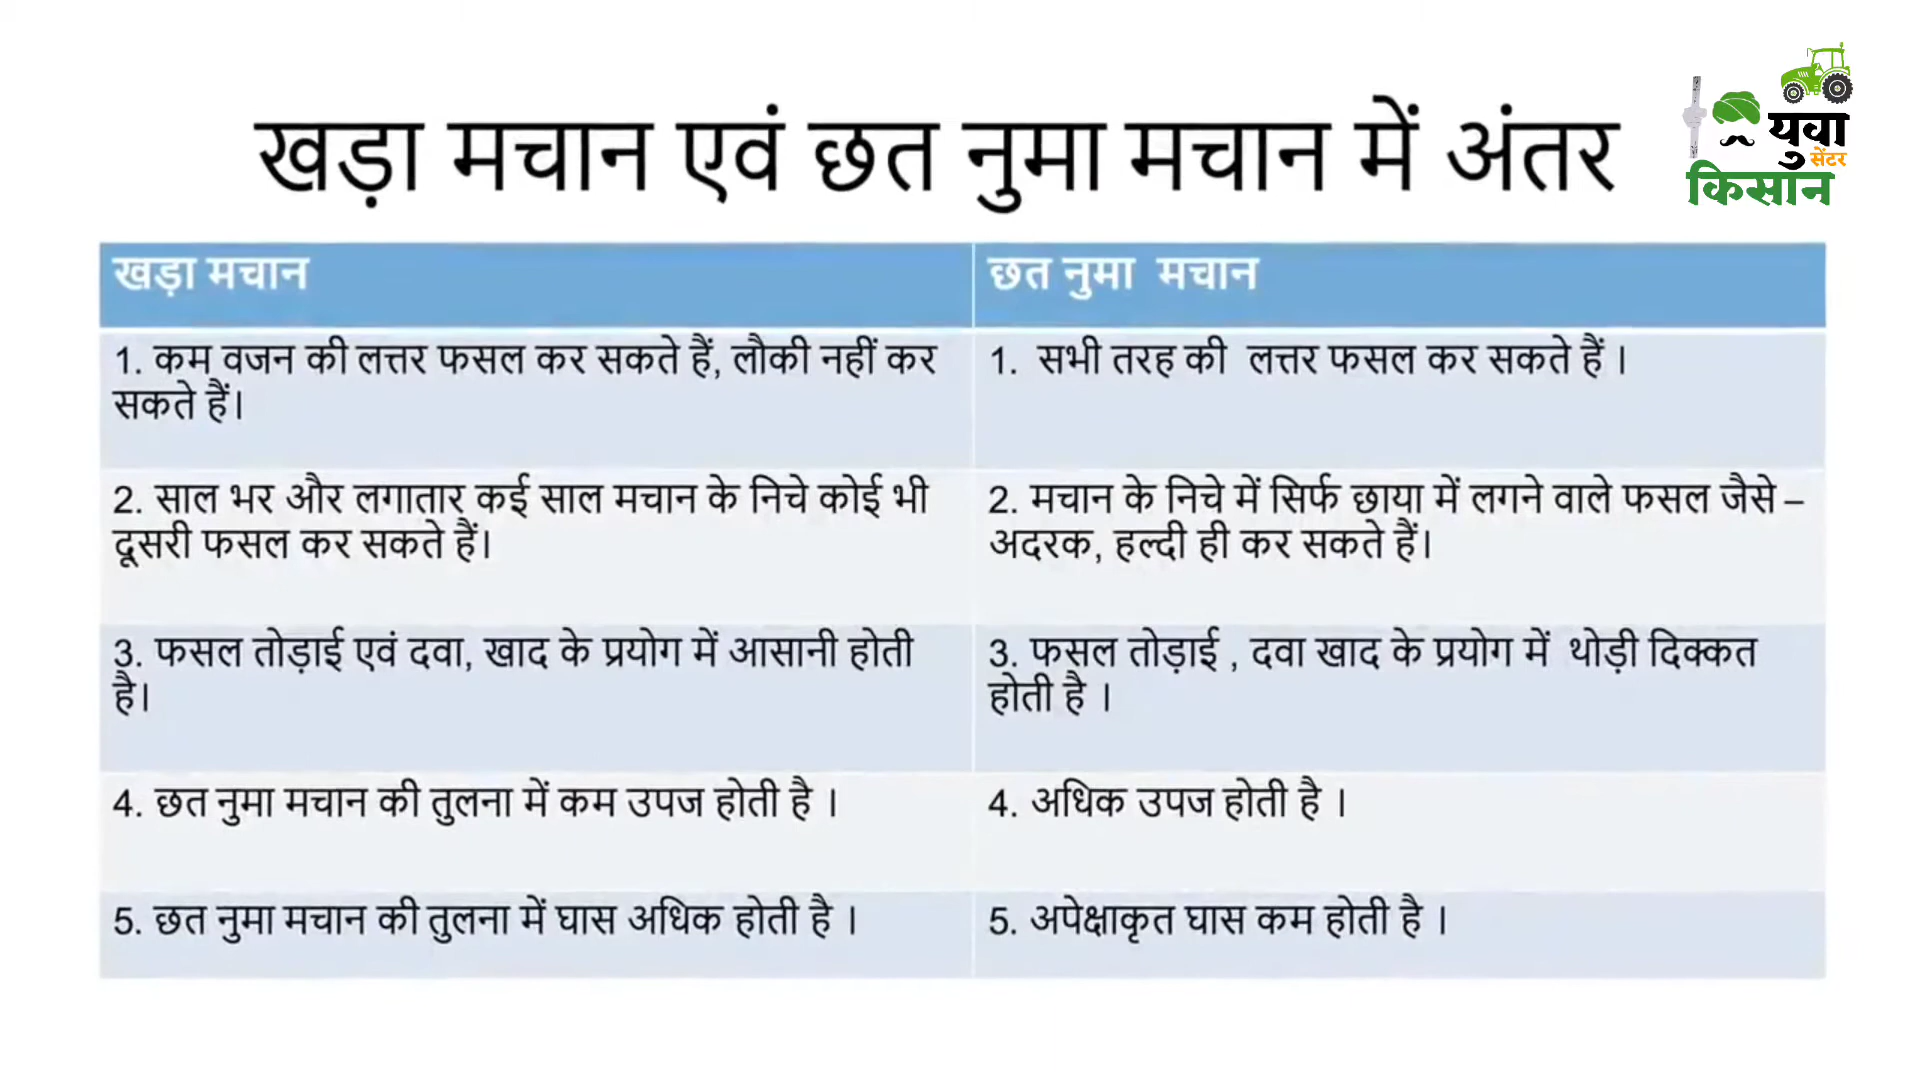 खड़ा मचान एवं छत नुमा मचान में अंतर
युवा
सेंटर
किसान
खड़ा मचान
छत नुमा मचान
1. कम वजन की लत्तर फसल कर सकते हैं, लौकी नहीं कर
सकते हैं।
1. सभी तरह की लत्तर फसल कर सकते हैं ।
2. साल भर और लगातार कई साल मचान के निचे कोई भी
दूसरी फसल कर सकते हैं।
2. मचान के निचे में सिर्फ छाया में लगने वाले फसल जैसे –
अदरक, हल्दी ही कर सकते हैं।
3. फसल तोड़ाई एवं दवा, खाद के प्रयोग में आसानी होती
है।
3. फसल तोड़ाई , दवा खाद के प्रयोग में थोड़ी दिक्कत
होती है ।
4. छत नुमा मचान की तुलना में कम उपज होती है ।
4. अधिक उपज होती है ।
5. छत नुमा मचान की तुलना में घास अधिक होती है ।
5. अपेक्षाकृत घास कम होती है ।